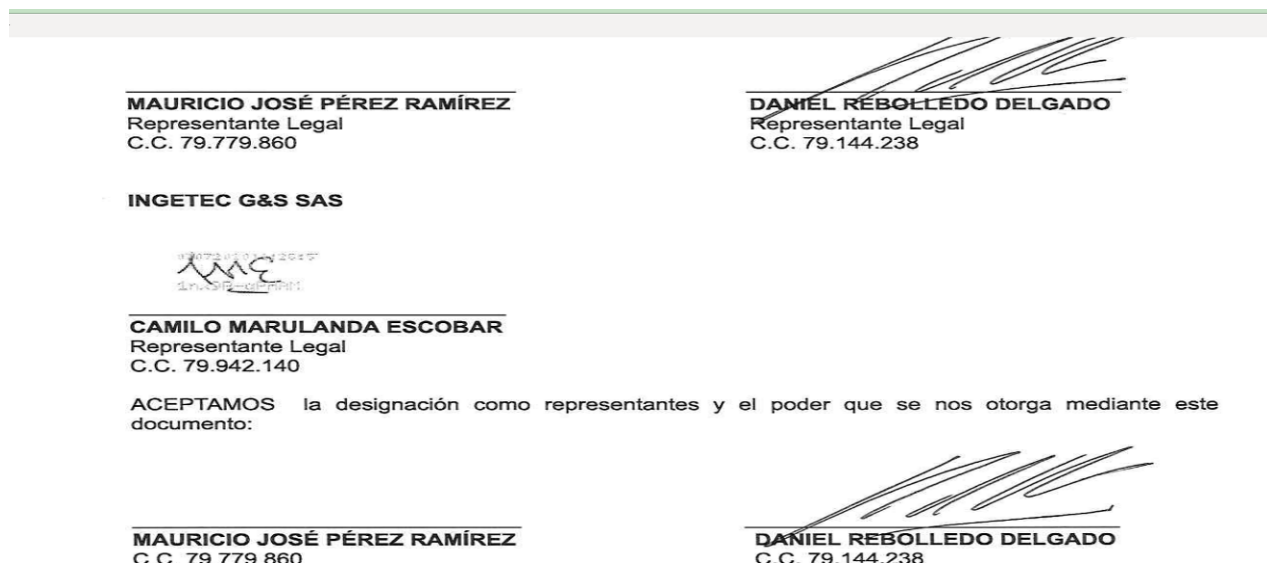 MAURICIO JOSÉ PÉREZ RAMÍREZ
Representante Legal
C.C. 79.779.860
DANIEL REBOLLEDO DELGADO
Representante Legal
C.C. 79.144.238
INGETEC G&S SAS
CAMILO MARULANDA ESCOBAR
Representante Legal
C.C. 79.942.140
ACEPTAMOS la designación como representantes y el poder que se nos otorga mediante este
documento:
MAURICIO JOSÉ PÉREZ RAMÍREZ
C.C. 79.779.860
DANIEL REBOLLEDO DELGADO
C.C. 79.144.238